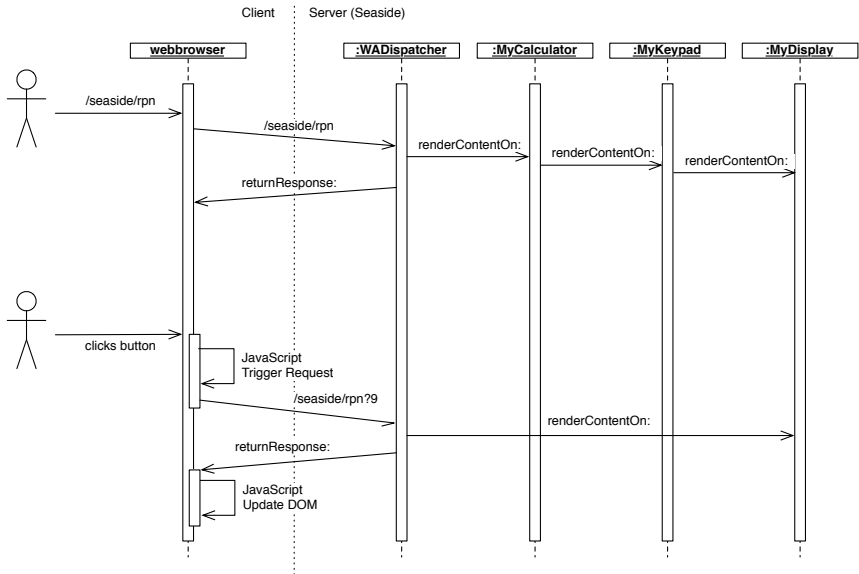 Client
Server (Seaside)
webbrowser
:WADispatcher
:MyCalculator
:MyKeypad
:MyDisplay
/seaside/rpn
/seaside/rpn
renderContentOn:
renderContentOn:
renderContentOn:
returnResponse:
clicks button
JavaScript
Trigger Request
/seaside/rpn?9
renderContentOn:
returnResponse:
JavaScript
Update DOM